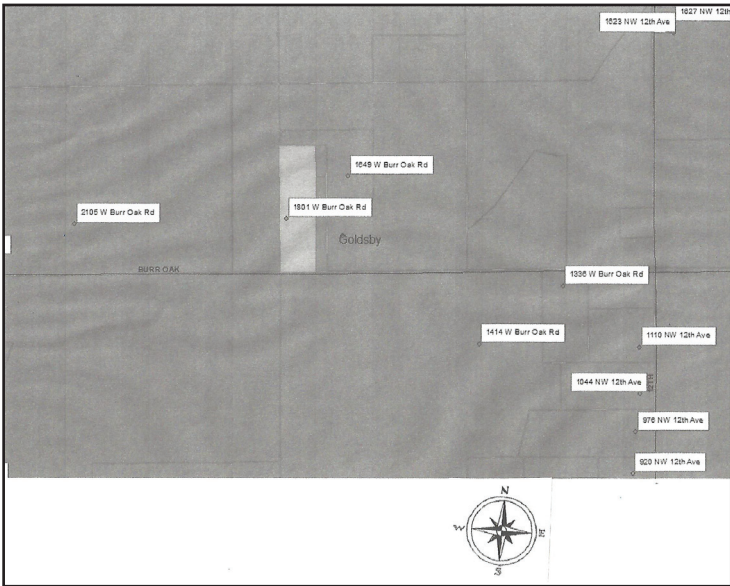 1627 NW 12th
1623 NW 12th Ave
1649 W Burr Oak Rd
1801 W Burr Oak Rd
2105 W Burr Oak Rd
Goldsby
BURR OAK
1336 W Burr Oak Rd
1414 W Burr Oak Rd
1110 NW 12th Ave
1044 NW 12th Ave
12TH
976 NW 12th Ave
920 NW 12th Ave
N
W
E
S